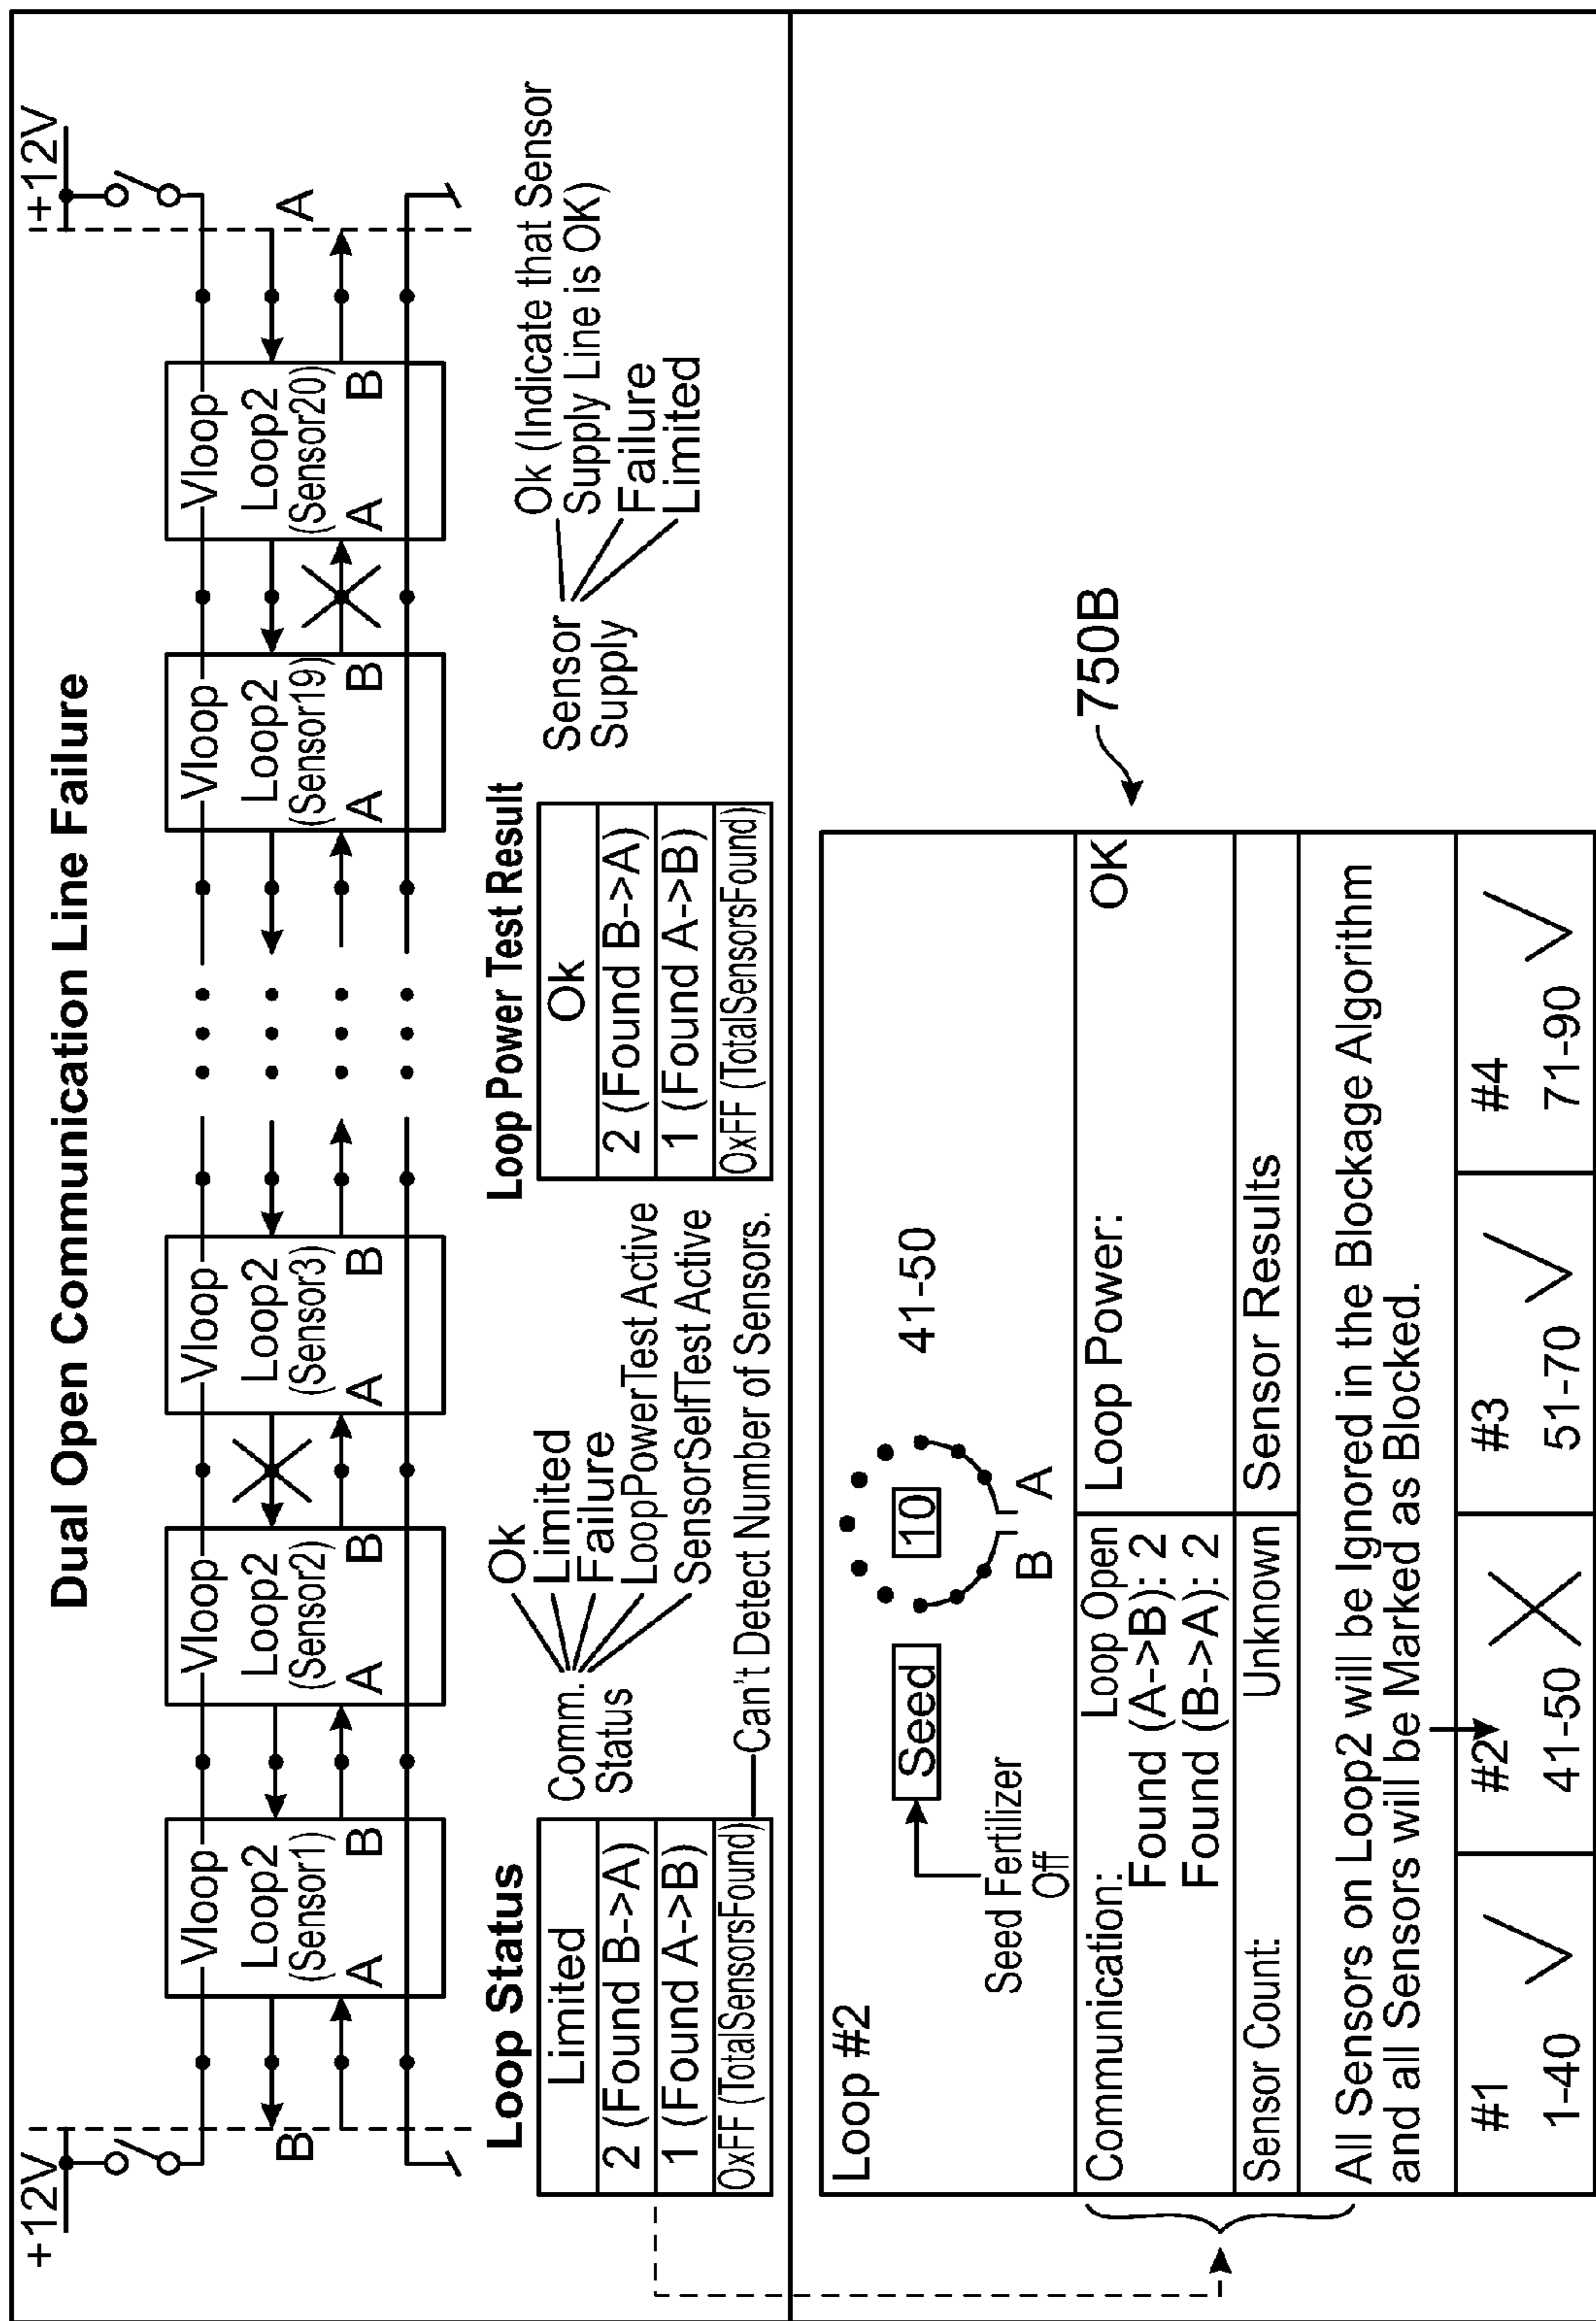 Dual Open Communication Line Failure
+12V
+12V
Vloop
Loop2
(Sensor1)
A
B
Vloop
Loop2
(Sensor2)
A
B
Vloop
Loop2
(Sensor3)
A
B
Vloop
Loop2
(Sensor19)
A
B
Vloop
Loop2
(Sensor20)
A
B
B
A
Loop Status
Limited
2 (Found B->A)
1 (Found A->B)
OxFF (TotalSensorsFound)
Comm.
Status
Ok
Limited
Failure
LoopPowerTest Active
SensorSelfTest Active
Can't Detect Number of Sensors.
Loop Power Test Result
Ok
2 (Found B->A)
1 (Found A->B)
OxFF (TotalSensorsFound)
Sensor
Supply
Ok (Indicate that Sensor
Supply Line is OK)
Failure
Limited
750B
Loop #2
Seed
Seed Fertilizer
Off
10
B
A
41-50
Communication:
Loop Open
Found (A->B): 2
Found (B->A): 2
Loop Power:
OK
Sensor Count:
Unknown
Sensor Results
All Sensors on Loop2 will be Ignored in the Blockage Algorithm
and all Sensors will be Marked as Blocked.
#1
1-40
#2
41-50
#3
51-70
#4
71-90